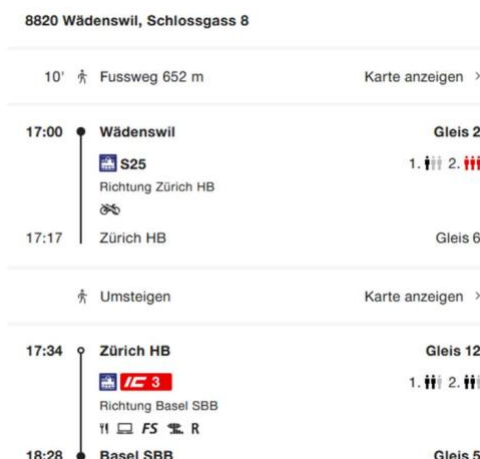 8820 Wädenswil, Schlossgass 8
10' Fussweg 652 m Karte anzeigen
17:00 Wädenswil Gleis 2
S25 1. 2.
Richtung Zürich HB
17:17 Zürich HB Gleis 6
Umsteigen Karte anzeigen
17:34 Zürich HB Gleis 12
IC 3 1. 2.
Richtung Basel SBB
FS R
18:28 Basel SBB Gleis 5